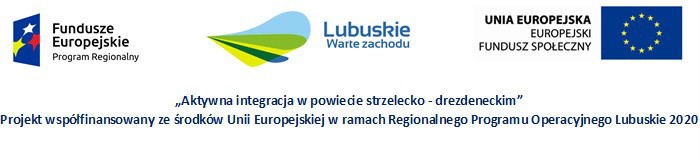 Fundusze
Europejskie
Program Regionalny
Lubuskie
Warte zachodu
UNIA EUROPEJSKA
EUROPEJSKI
FUNDUSZ SPOŁECZNY
„Aktywna integracja w powiecie strzelecko - drezdeneckim”
Projekt współfinansowany ze środków Unii Europejskiej w ramach Regionalnego Programu Operacyjnego Lubuskie 2020